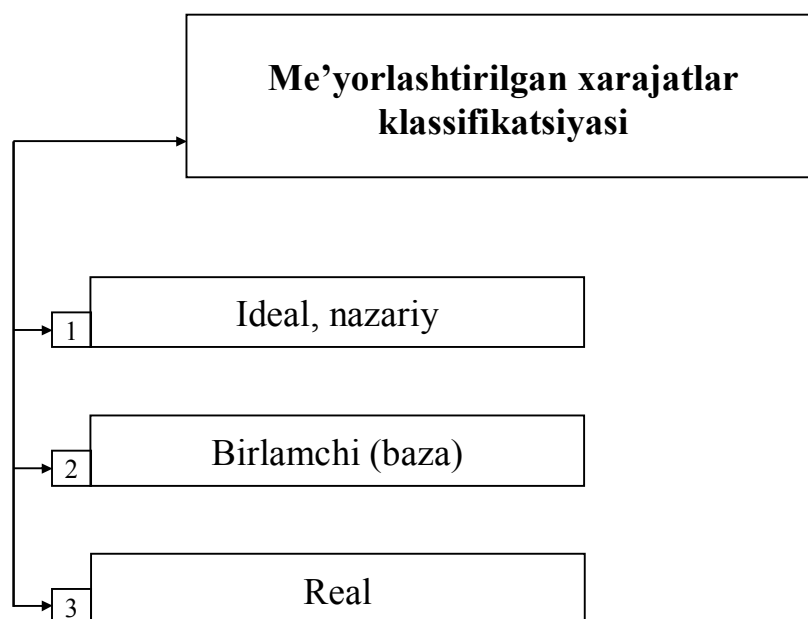 Me’yorlashtirilgan xarajatlar
klassifikatsiyasi
1
Ideal, nazariy
2
Birlamchi (baza)
3
Real